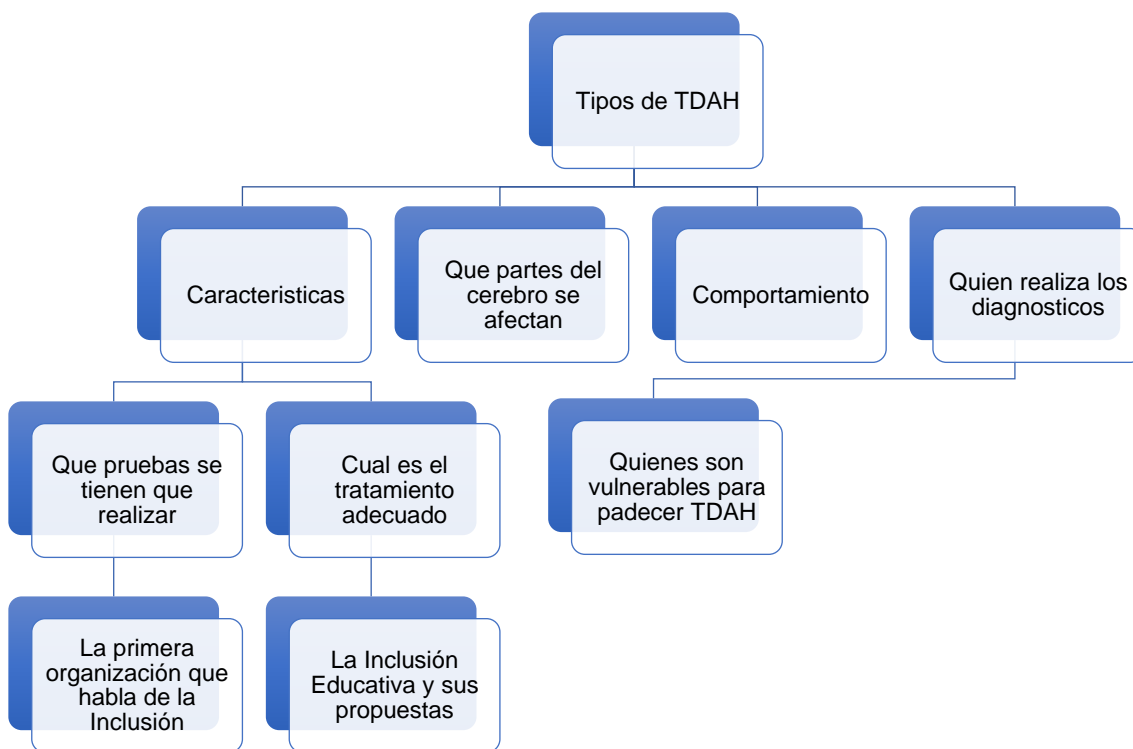 Tipos de TDAH
Caracteristicas
Que partes del
cerebro se
afectan
Comportamiento
Quien realiza los
diagnosticos
Que pruebas se
tienen que
realizar
Cual es el
tratamiento
adecuado
Quienes son
vulnerables para
padecer TDAH
La primera
organización que
habla de la
Inclusión
La Inclusión
Educativa y sus
propuestas